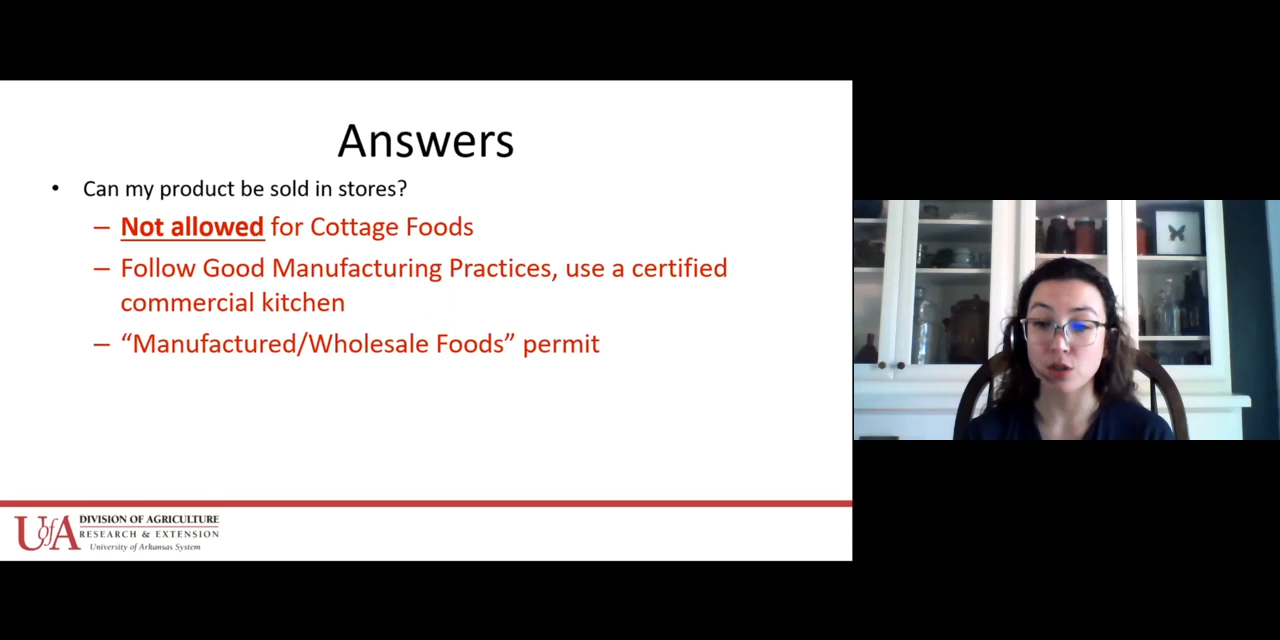 Answers
• Can my product be sold in stores?
– Not allowed for Cottage Foods
– Follow Good Manufacturing Practices, use a certified
commercial kitchen
– “Manufactured/Wholesale Foods” permit
UofA DIVISION OF AGRICULTURE
RESEARCH & EXTENSION
University of Arkansas System